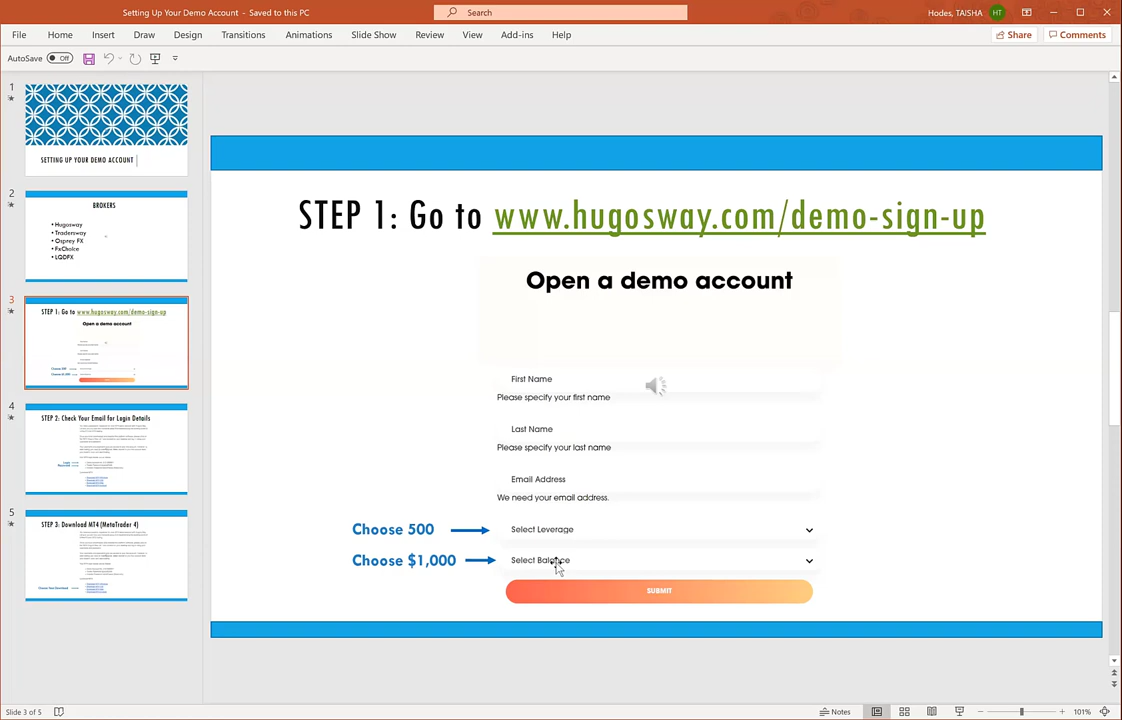 Setting Up Your Demo Account - Saved to this PC
Search
Hodes, TAISHA
HT
File Home Insert Draw Design Transitions Animations Slide Show Review View Add-ins Help
Share
Comments
AutoSave Off
1
SETTING UP YOUR DEMO ACCOUNT
2
BROKERS
• Hugosway
• Tradersway
• Osprey FX
• FxChoice
• LQDFX
3
STEP 1: Go to www.hugosway.com/demo-sign-up
Open a demo account
4
STEP 2: Check Your Email for Login Details
5
STEP 3: Download MT4 (MetaTrader 4)
STEP 1: Go to www.hugosway.com/demo-sign-up
Open a demo account
First Name
Please specify your first name
Last Name
Please specify your last name
Email Address
We need your email address.
Choose 500
Select Leverage
Choose $1,000
Select Balance
SUBMIT
Slide 3 of 5
Notes
101%